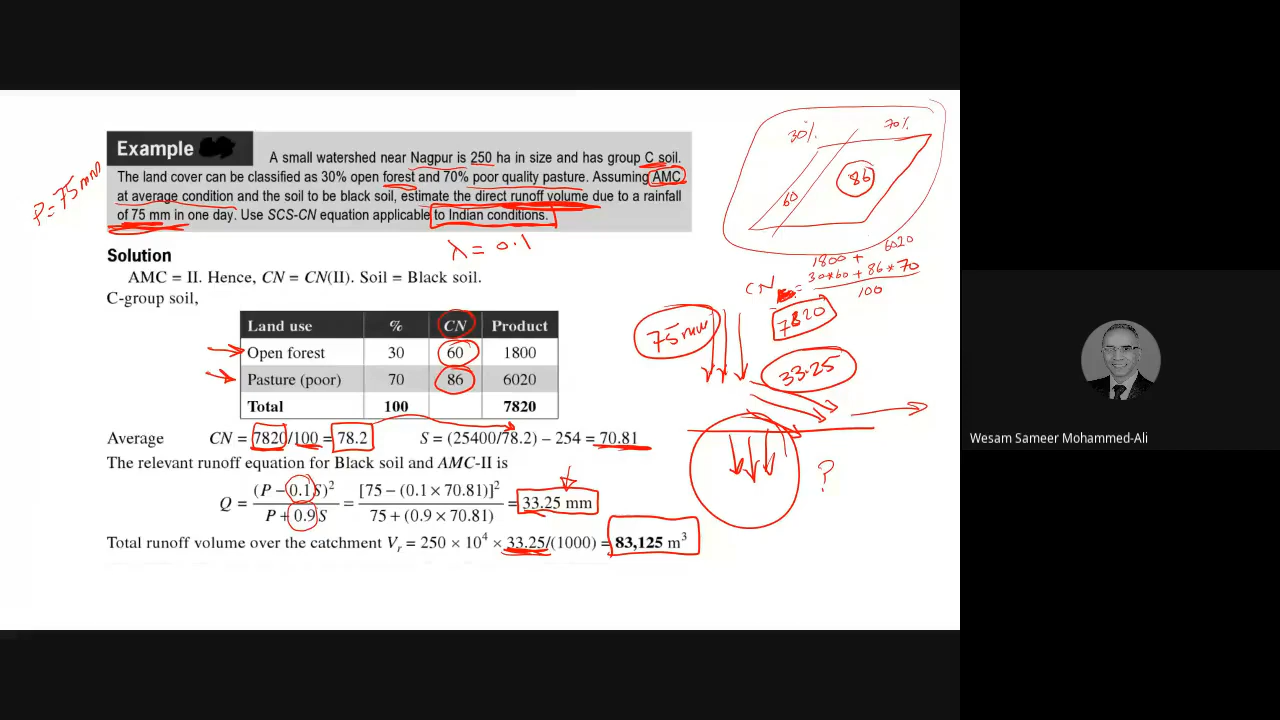 Example
A small watershed near Nagpur is 250 ha in size and has group C soil.
The land cover can be classified as 30% open forest and 70% poor quality pasture. Assuming AMC
at average condition and the soil to be black soil, estimate the direct runoff volume due to a rainfall
of 75 mm in one day. Use SCS-CN equation applicable to Indian conditions.
P = 75 mm
λ = 0.1
Solution
AMC = II. Hence, CN = CN(II). Soil = Black soil.
C-group soil,
Land use % CN Product
Open forest 30 60 1800
Pasture (poor) 70 86 6020
Total 100 7820
Average CN = 7820/100 = 78.2 S = (25400/78.2) – 254 = 70.81
The relevant runoff equation for Black soil and AMC-II is
Q = (P – 0.1S)² / P + 0.9S = [75 – (0.1 × 70.81)]² / 75 + (0.9 × 70.81) = 33.25 mm
Total runoff volume over the catchment Vr = 250 × 10⁴ × 33.25/(1000) = 83,125 m³
30% 70%
60 86
1800 + 6020
CN = 30*60 + 86*70 / 100
7820
75 mm
33.25
?
Wesam Sameer Mohammed-Ali